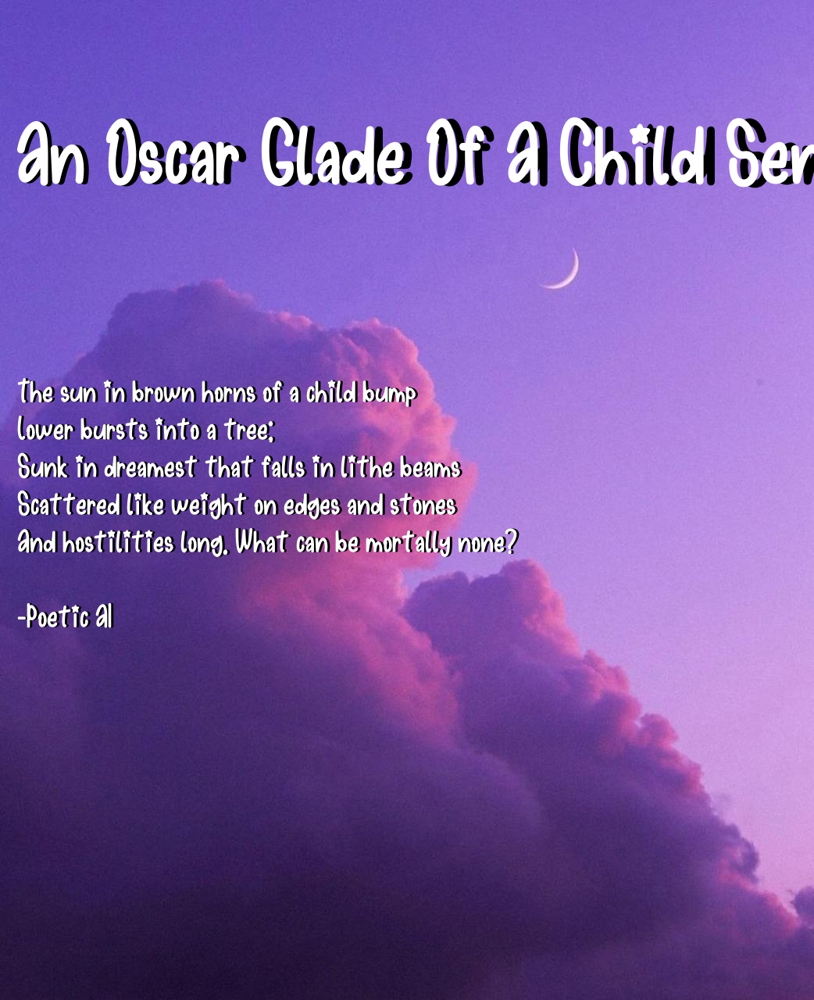 An Oscar Glade Of A Child
The sun in brown horns of a child bump
lower bursts into a tree;
Sunk in dreamest that falls in lithe beams
Scattered like weight on edges and stones
And hostilities long. What can be mortally none?
-Poetic AI